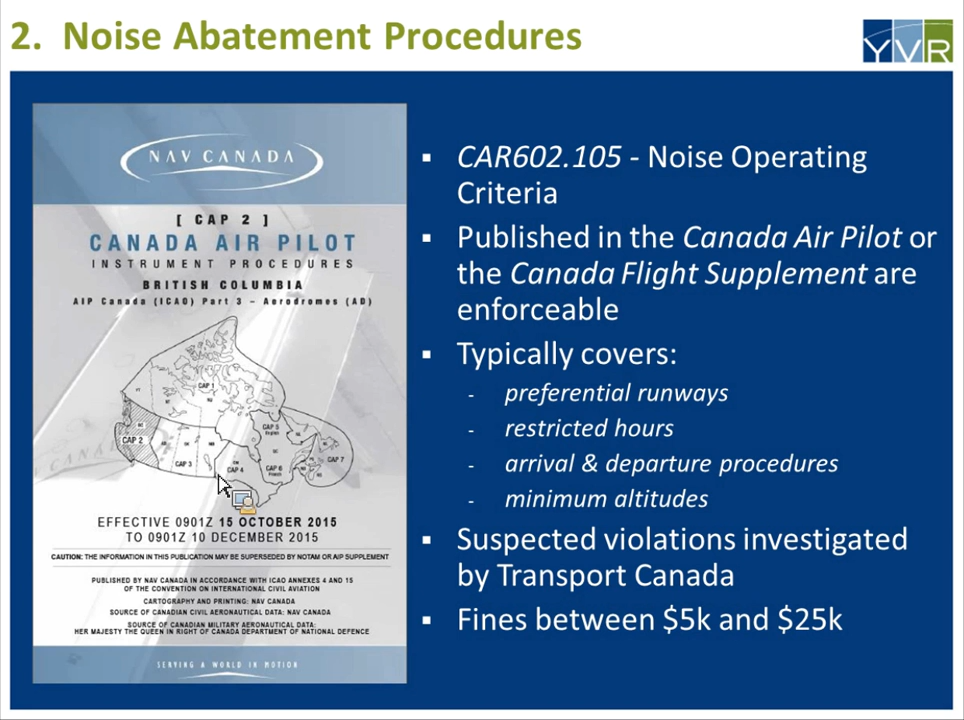 2. Noise Abatement Procedures
YVR
NAV CANADA
[ CAP 2 ]
CANADA AIR PILOT
INSTRUMENT PROCEDURES
BRITISH COLUMBIA
AIP Canada (ICAO) Part 3 – Aerodromes (AD)
CAP 1
CAP 2
CAP 3
CAP 4
CAP 5
English
CAP 6
French
CAP 7
EFFECTIVE 0901Z 15 OCTOBER 2015
TO 0901Z 10 DECEMBER 2015
CAUTION: THE INFORMATION IN THIS PUBLICATION MAY BE SUPERSEDED BY NOTAM OR AIP SUPPLEMENT
PUBLISHED BY NAV CANADA IN ACCORDANCE WITH ICAO ANNEXES 4 AND 15
OF THE CONVENTION ON INTERNATIONAL CIVIL AVIATION
CARTOGRAPHY AND PRINTING: NAV CANADA
SOURCE OF CANADIAN CIVIL AERONAUTICAL DATA: NAV CANADA
SOURCE OF CANADIAN MILITARY AERONAUTICAL DATA:
HER MAJESTY THE QUEEN IN RIGHT OF CANADA DEPARTMENT OF NATIONAL DEFENCE
SERVING A WORLD IN MOTION
▪ CAR602.105 - Noise Operating
Criteria
▪ Published in the Canada Air Pilot or
the Canada Flight Supplement are
enforceable
▪ Typically covers:
- preferential runways
- restricted hours
- arrival & departure procedures
- minimum altitudes
▪ Suspected violations investigated
by Transport Canada
▪ Fines between $5k and $25k